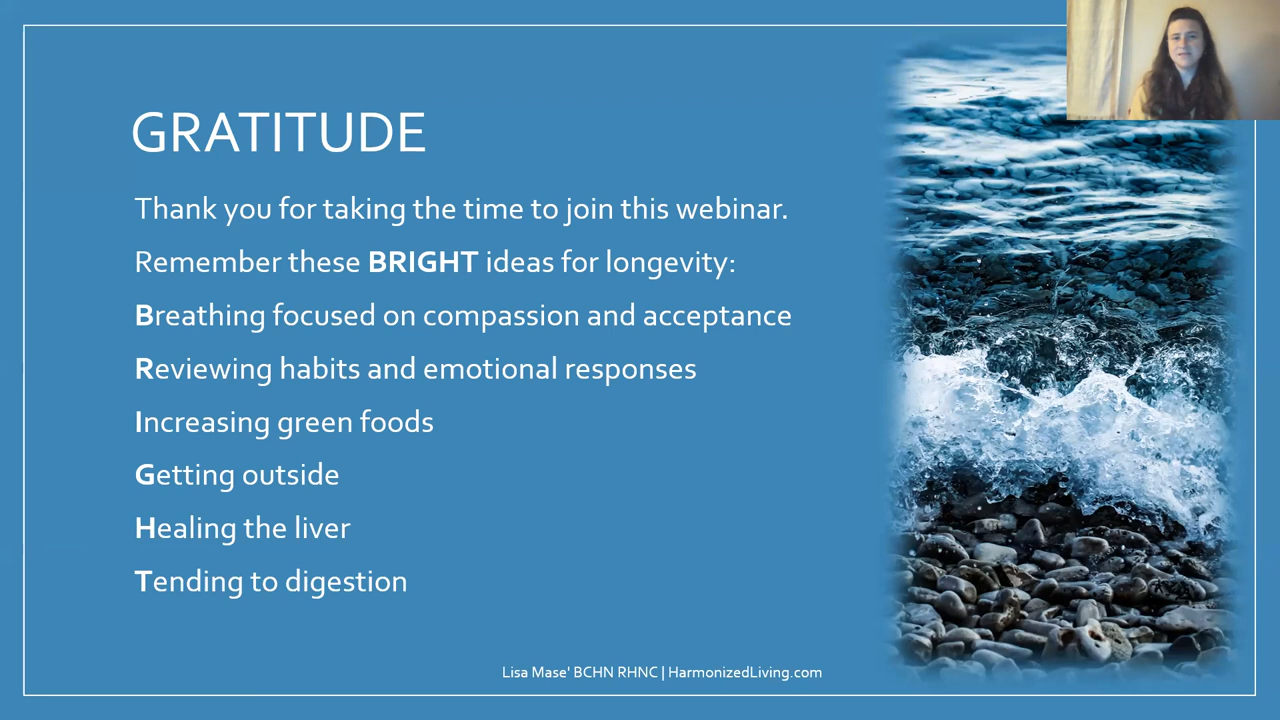 GRATITUDE
Thank you for taking the time to join this webinar.
Remember these BRIGHT ideas for longevity:
Breathing focused on compassion and acceptance
Reviewing habits and emotional responses
Increasing green foods
Getting outside
Healing the liver
Tending to digestion
Lisa Mase' BCHN RHNC | HarmonizedLiving.com